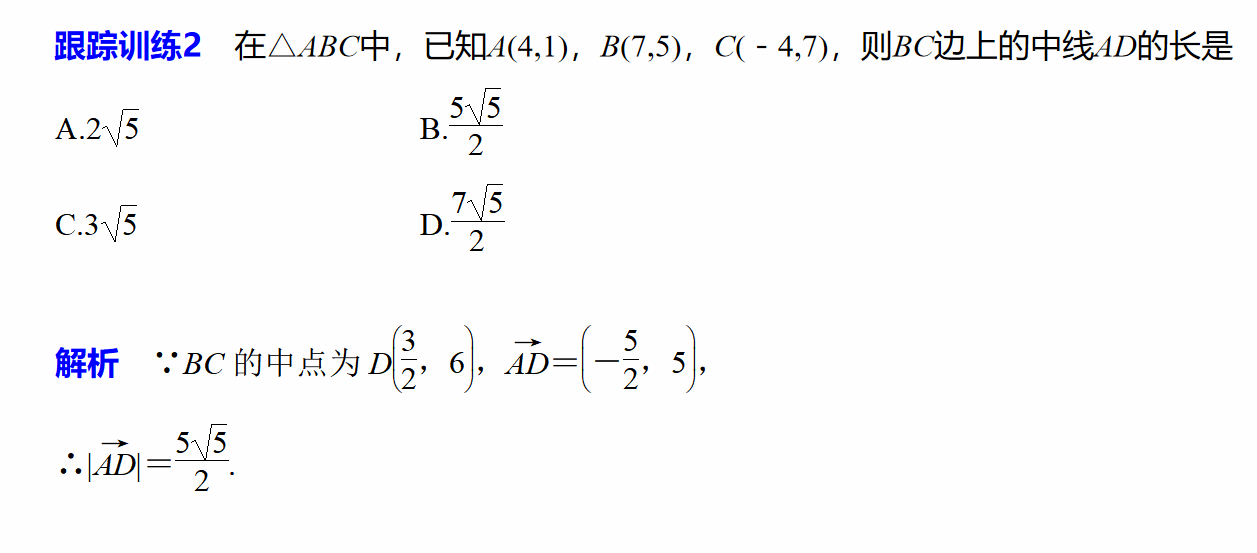 跟踪训练2 在△ABC中，已知A(4,1)，B(7,5)，C(－4,7)，则BC边上的中线AD的长是
A.2√5 B.5√5/2
C.3√5 D.7√5/2
解析 ∵BC 的中点为 D(3/2，6)，AD→＝(－5/2，5)，
∴|AD→|＝5√5/2.